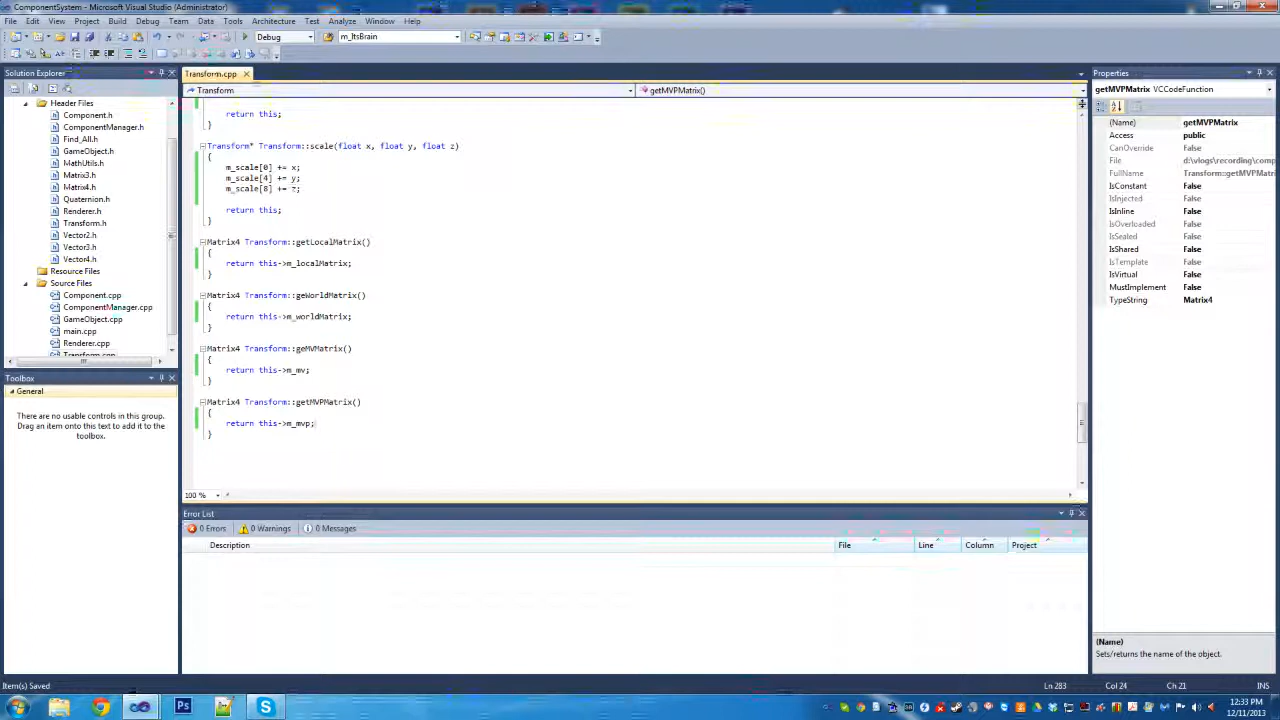 ComponentSystem - Microsoft Visual Studio (Administrator)
File Edit View Project Build Debug Team Data Tools Architecture Test Analyze Window Help
Debug m_ItsBrain
Solution Explorer
Header Files
Component.h
ComponentManager.h
Find_All.h
GameObject.h
MathUtils.h
Matrix3.h
Matrix4.h
Quaternion.h
Renderer.h
Transform.h
Vector2.h
Vector3.h
Vector4.h
Resource Files
Source Files
Component.cpp
ComponentManager.cpp
GameObject.cpp
main.cpp
Renderer.cpp
Transform.cpp
Toolbox
General
There are no usable controls in this group.
Drag an item onto this text to add it to the
toolbox.
Transform.cpp
Transform getMVPMatrix()
return this;
}
Transform* Transform::scale(float x, float y, float z)
{
m_scale[0] += x;
m_scale[4] += y;
m_scale[8] += z;
return this;
}
Matrix4 Transform::getLocalMatrix()
{
return this->m_localMatrix;
}
Matrix4 Transform::geWorldMatrix()
{
return this->m_worldMatrix;
}
Matrix4 Transform::geMVMatrix()
{
return this->m_mv;
}
Matrix4 Transform::getMVPMatrix()
{
return this->m_mvp;
}
100 %
Error List
0 Errors 0 Warnings 0 Messages
Description File Line Column Project
Properties
getMVPMatrix VCCodeFunction
(Name) getMVPMatrix
Access public
CanOverride False
File d:\vlogs\recording\comp
FullName Transform::getMVPMatri
IsConstant False
IsInjected False
IsInline False
IsOverloaded False
IsSealed False
IsShared False
IsTemplate False
IsVirtual False
MustImplement False
TypeString Matrix4
(Name)
Sets/returns the name of the object.
Item(s) Saved Ln 283 Col 24 Ch 21 INS
12:33 PM
12/11/2013